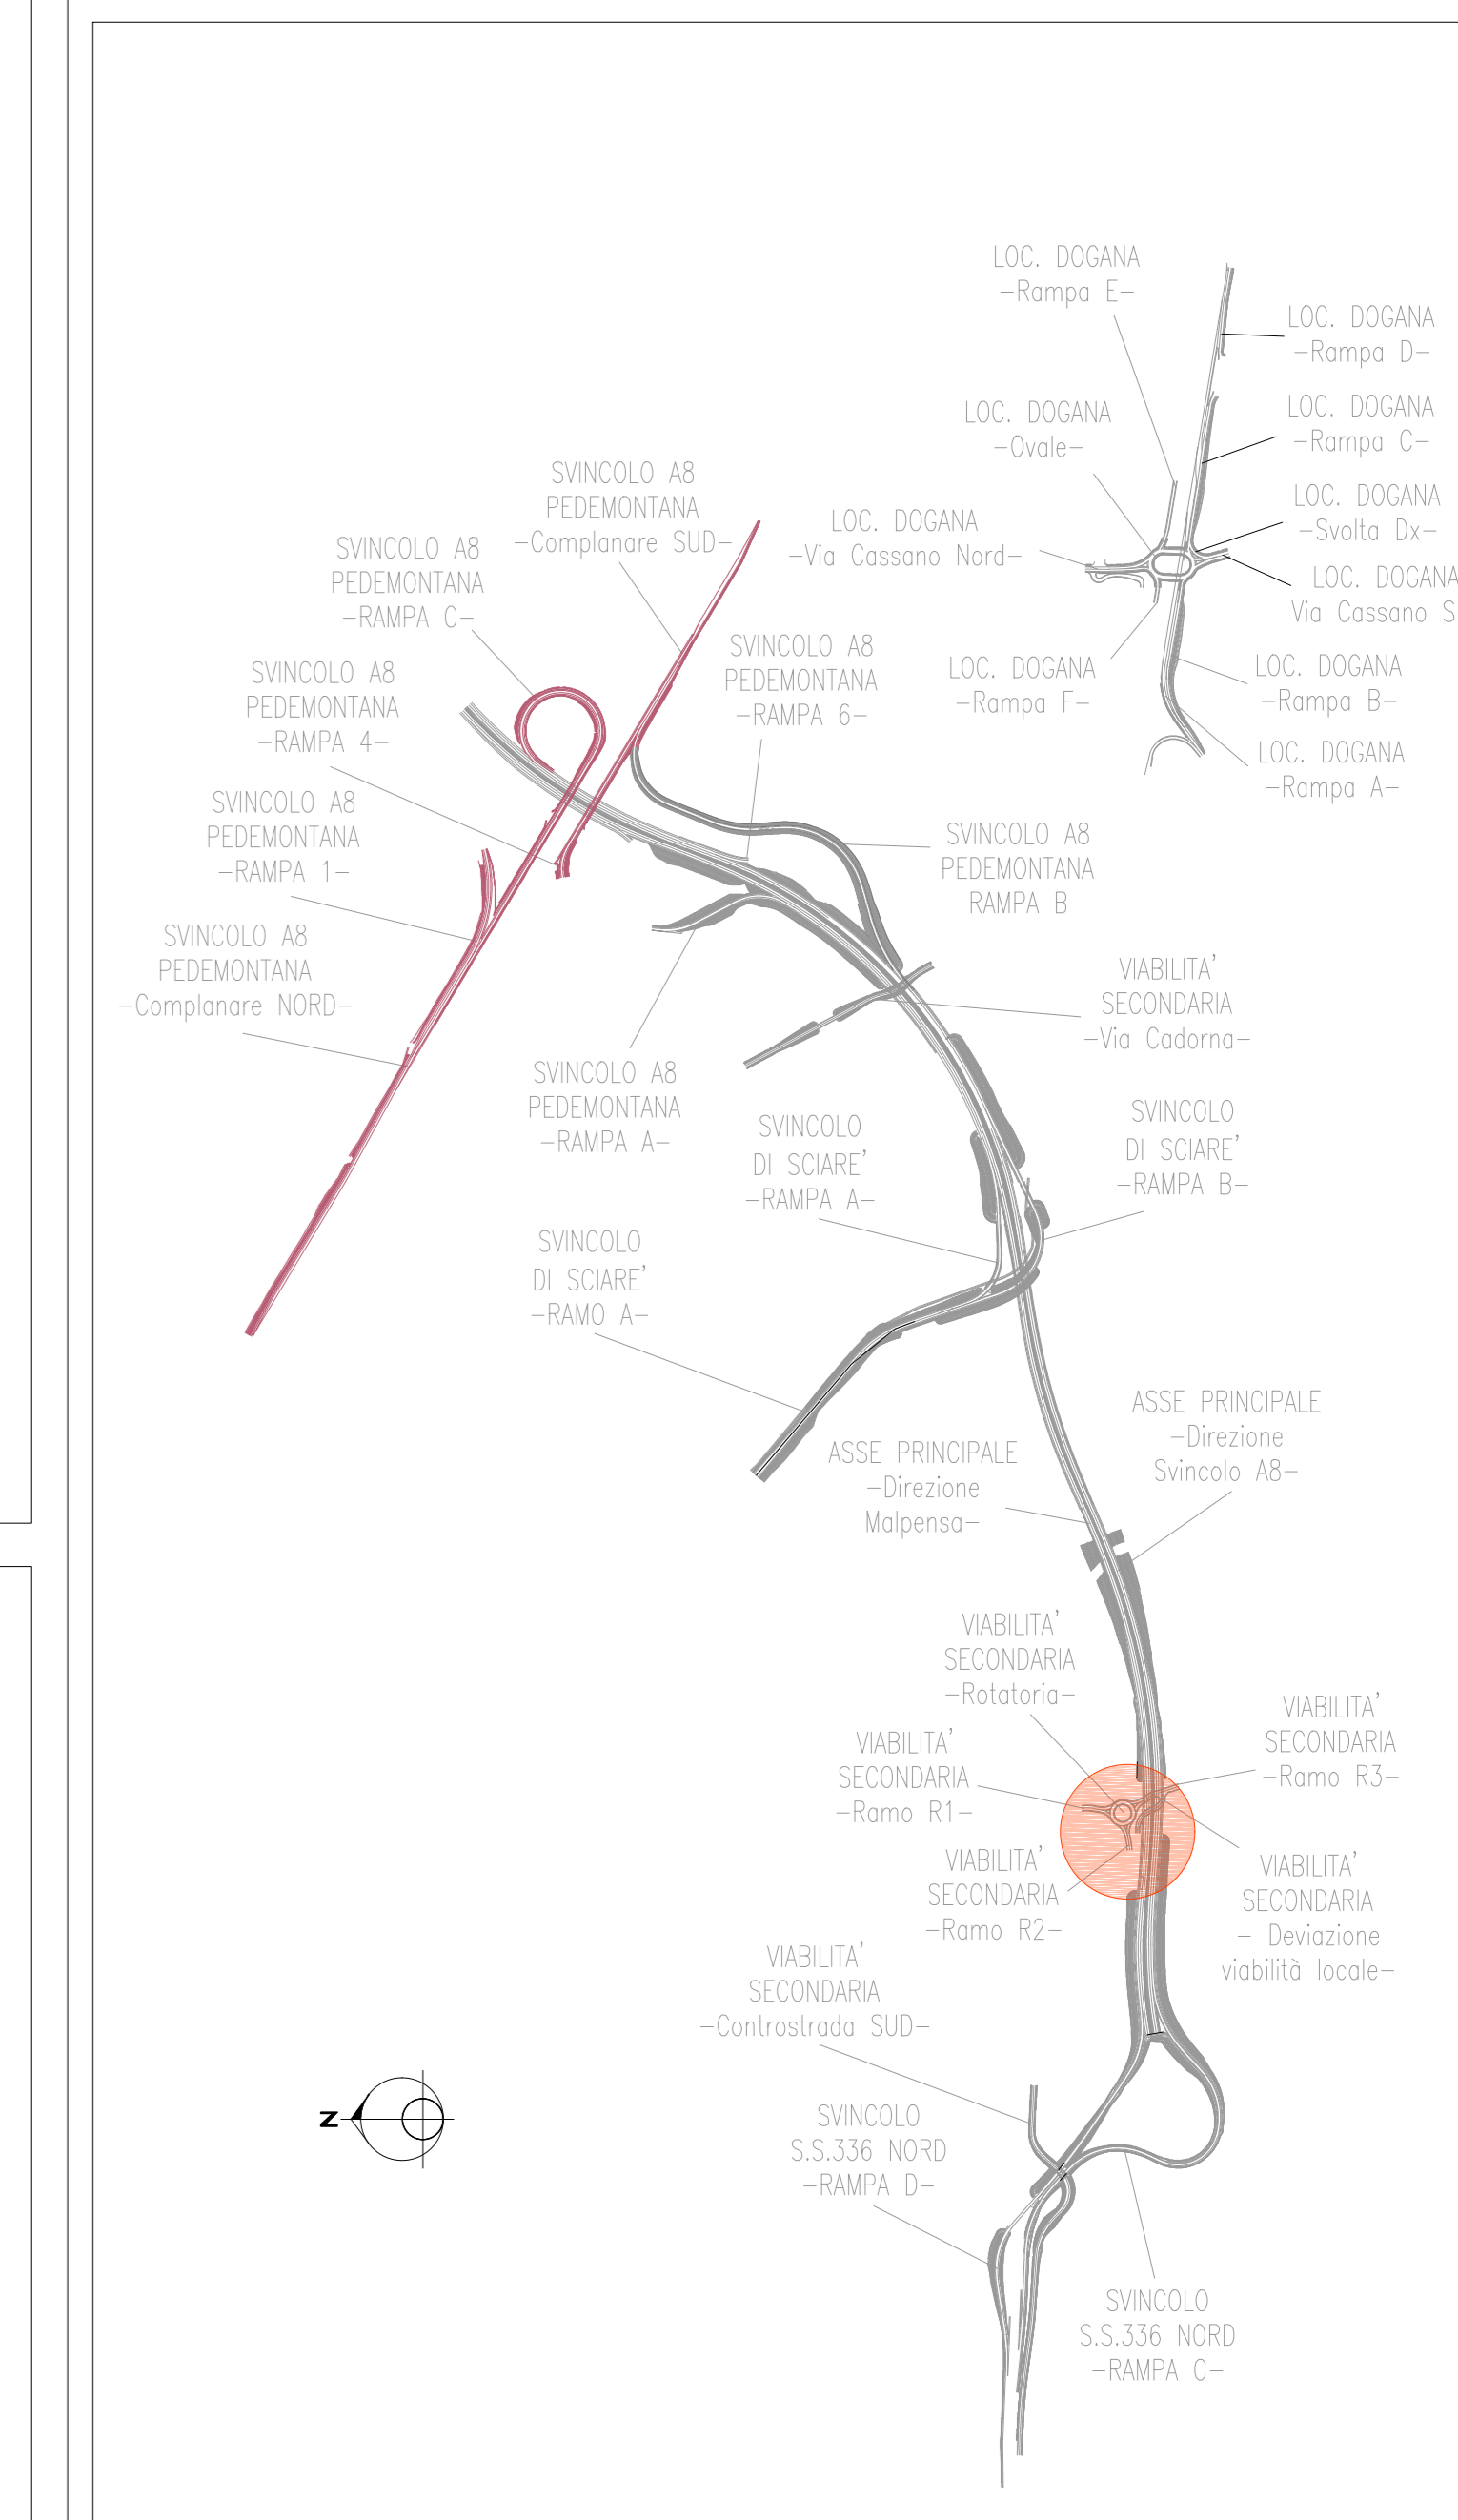 LOC. DOGANA
-Rampa E-
LOC. DOGANA
-Rampa D-
LOC. DOGANA
-Ovale-
LOC. DOGANA
-Rampa C-
SVINCOLO A8
PEDEMONTANA
-Complanare SUD-
LOC. DOGANA
-Svolta Dx-
LOC. DOGANA
-Via Cassano Nord-
SVINCOLO A8
PEDEMONTANA
-RAMPA C-
LOC. DOGANA
Via Cassano S
SVINCOLO A8
PEDEMONTANA
-RAMPA 6-
LOC. DOGANA
-Rampa F-
LOC. DOGANA
-Rampa B-
SVINCOLO A8
PEDEMONTANA
-RAMPA 4-
LOC. DOGANA
-Rampa A-
SVINCOLO A8
PEDEMONTANA
-RAMPA 1-
SVINCOLO A8
PEDEMONTANA
-RAMPA B-
SVINCOLO A8
PEDEMONTANA
-Complanare NORD-
VIABILITA'
SECONDARIA
-Via Cadorna-
SVINCOLO A8
PEDEMONTANA
-RAMPA A-
SVINCOLO
DI SCIARE'
-RAMPA A-
SVINCOLO
DI SCIARE'
-RAMPA B-
SVINCOLO
DI SCIARE'
-RAMO A-
ASSE PRINCIPALE
-Direzione
Svincolo A8-
ASSE PRINCIPALE
-Direzione
Malpensa-
VIABILITA'
SECONDARIA
-Rotatoria-
VIABILITA'
SECONDARIA
-Ramo R3-
VIABILITA'
SECONDARIA
-Ramo R1-
VIABILITA'
SECONDARIA
-Ramo R2-
VIABILITA'
SECONDARIA
- Deviazione
viabilità locale-
VIABILITA'
SECONDARIA
-Controstrada SUD-
N
SVINCOLO
S.S.336 NORD
-RAMPA D-
SVINCOLO
S.S.336 NORD
-RAMPA C-